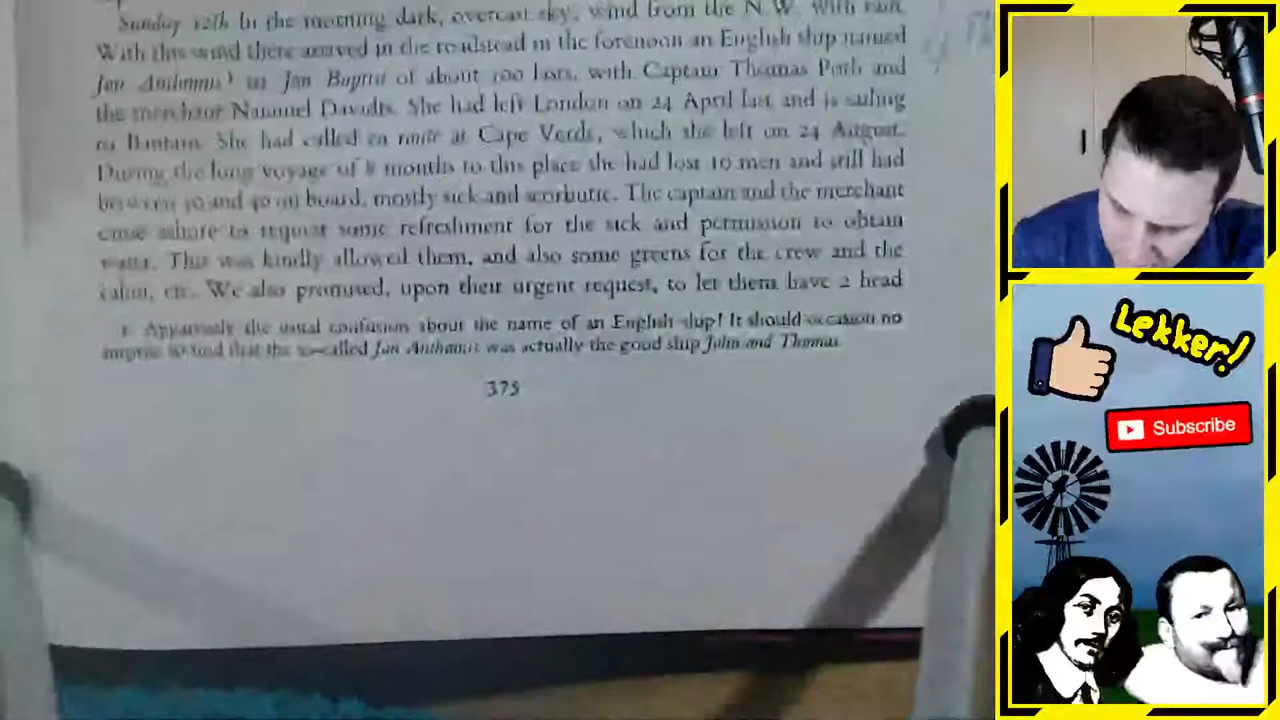 Sunday 12th In the morning dark, overcast sky, wind from the N.W. with rain.
With this wind there arrived in the roadstead in the forenoon an English ship named
Jan Anthamis¹ or Jan Baptist of about 100 lasts, with Captain Thomas Peth and
the merchant Nannuel Davidts. She had left London on 24 April last and is sailing
to Bantam. She had called en route at Cape Verde, which she left on 24 August.
During the long voyage of 8 months to this place she had lost 10 men and still had
between 30 and 40 on board, mostly sick and scorbutic. The captain and the merchant
came ashore to request some refreshment for the sick and permission to obtain
water. This was kindly allowed them, and also some greens for the crew and the
cabin, etc. We also promised, upon their urgent request, to let them have 2 head
1. Apparently the usual confusion about the name of an English ship! It should occasion no
surprise to find that the so-called Jan Anthamis was actually the good ship John and Thomas.
375
Lekker!
Subscribe